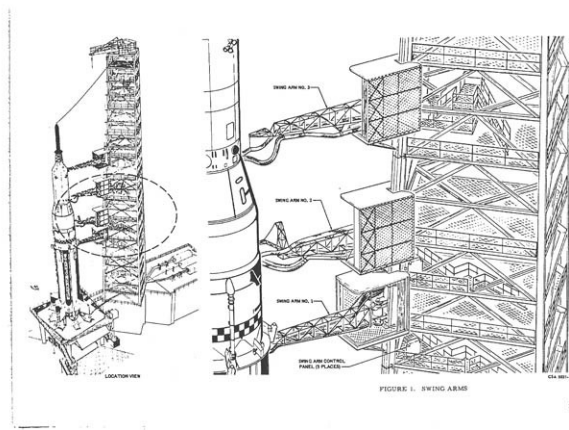 SWING ARM NO. 3
SWING ARM NO. 2
SWING ARM NO. 1
SWING ARM CONTROL
PANEL (5 PLACES)
LOCATION VIEW
FIGURE 1. SWING ARMS